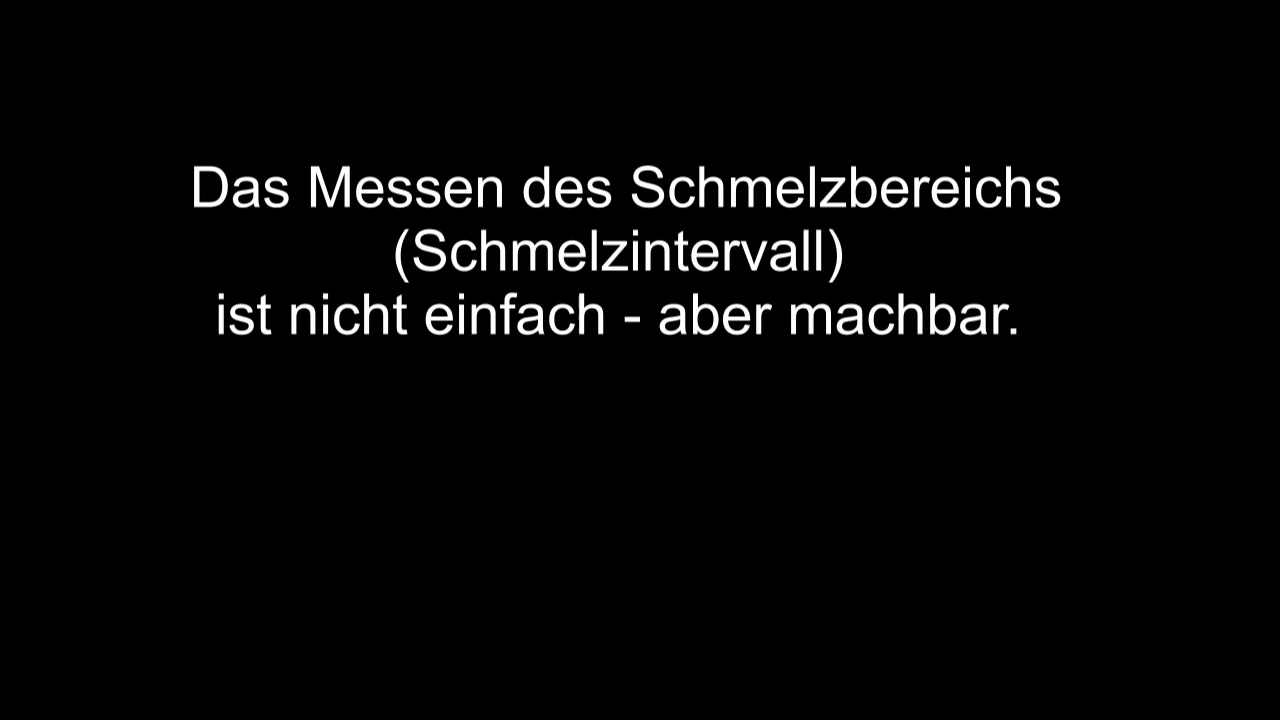 Das Messen des Schmelzbereichs
(Schmelzintervall)
ist nicht einfach - aber machbar.